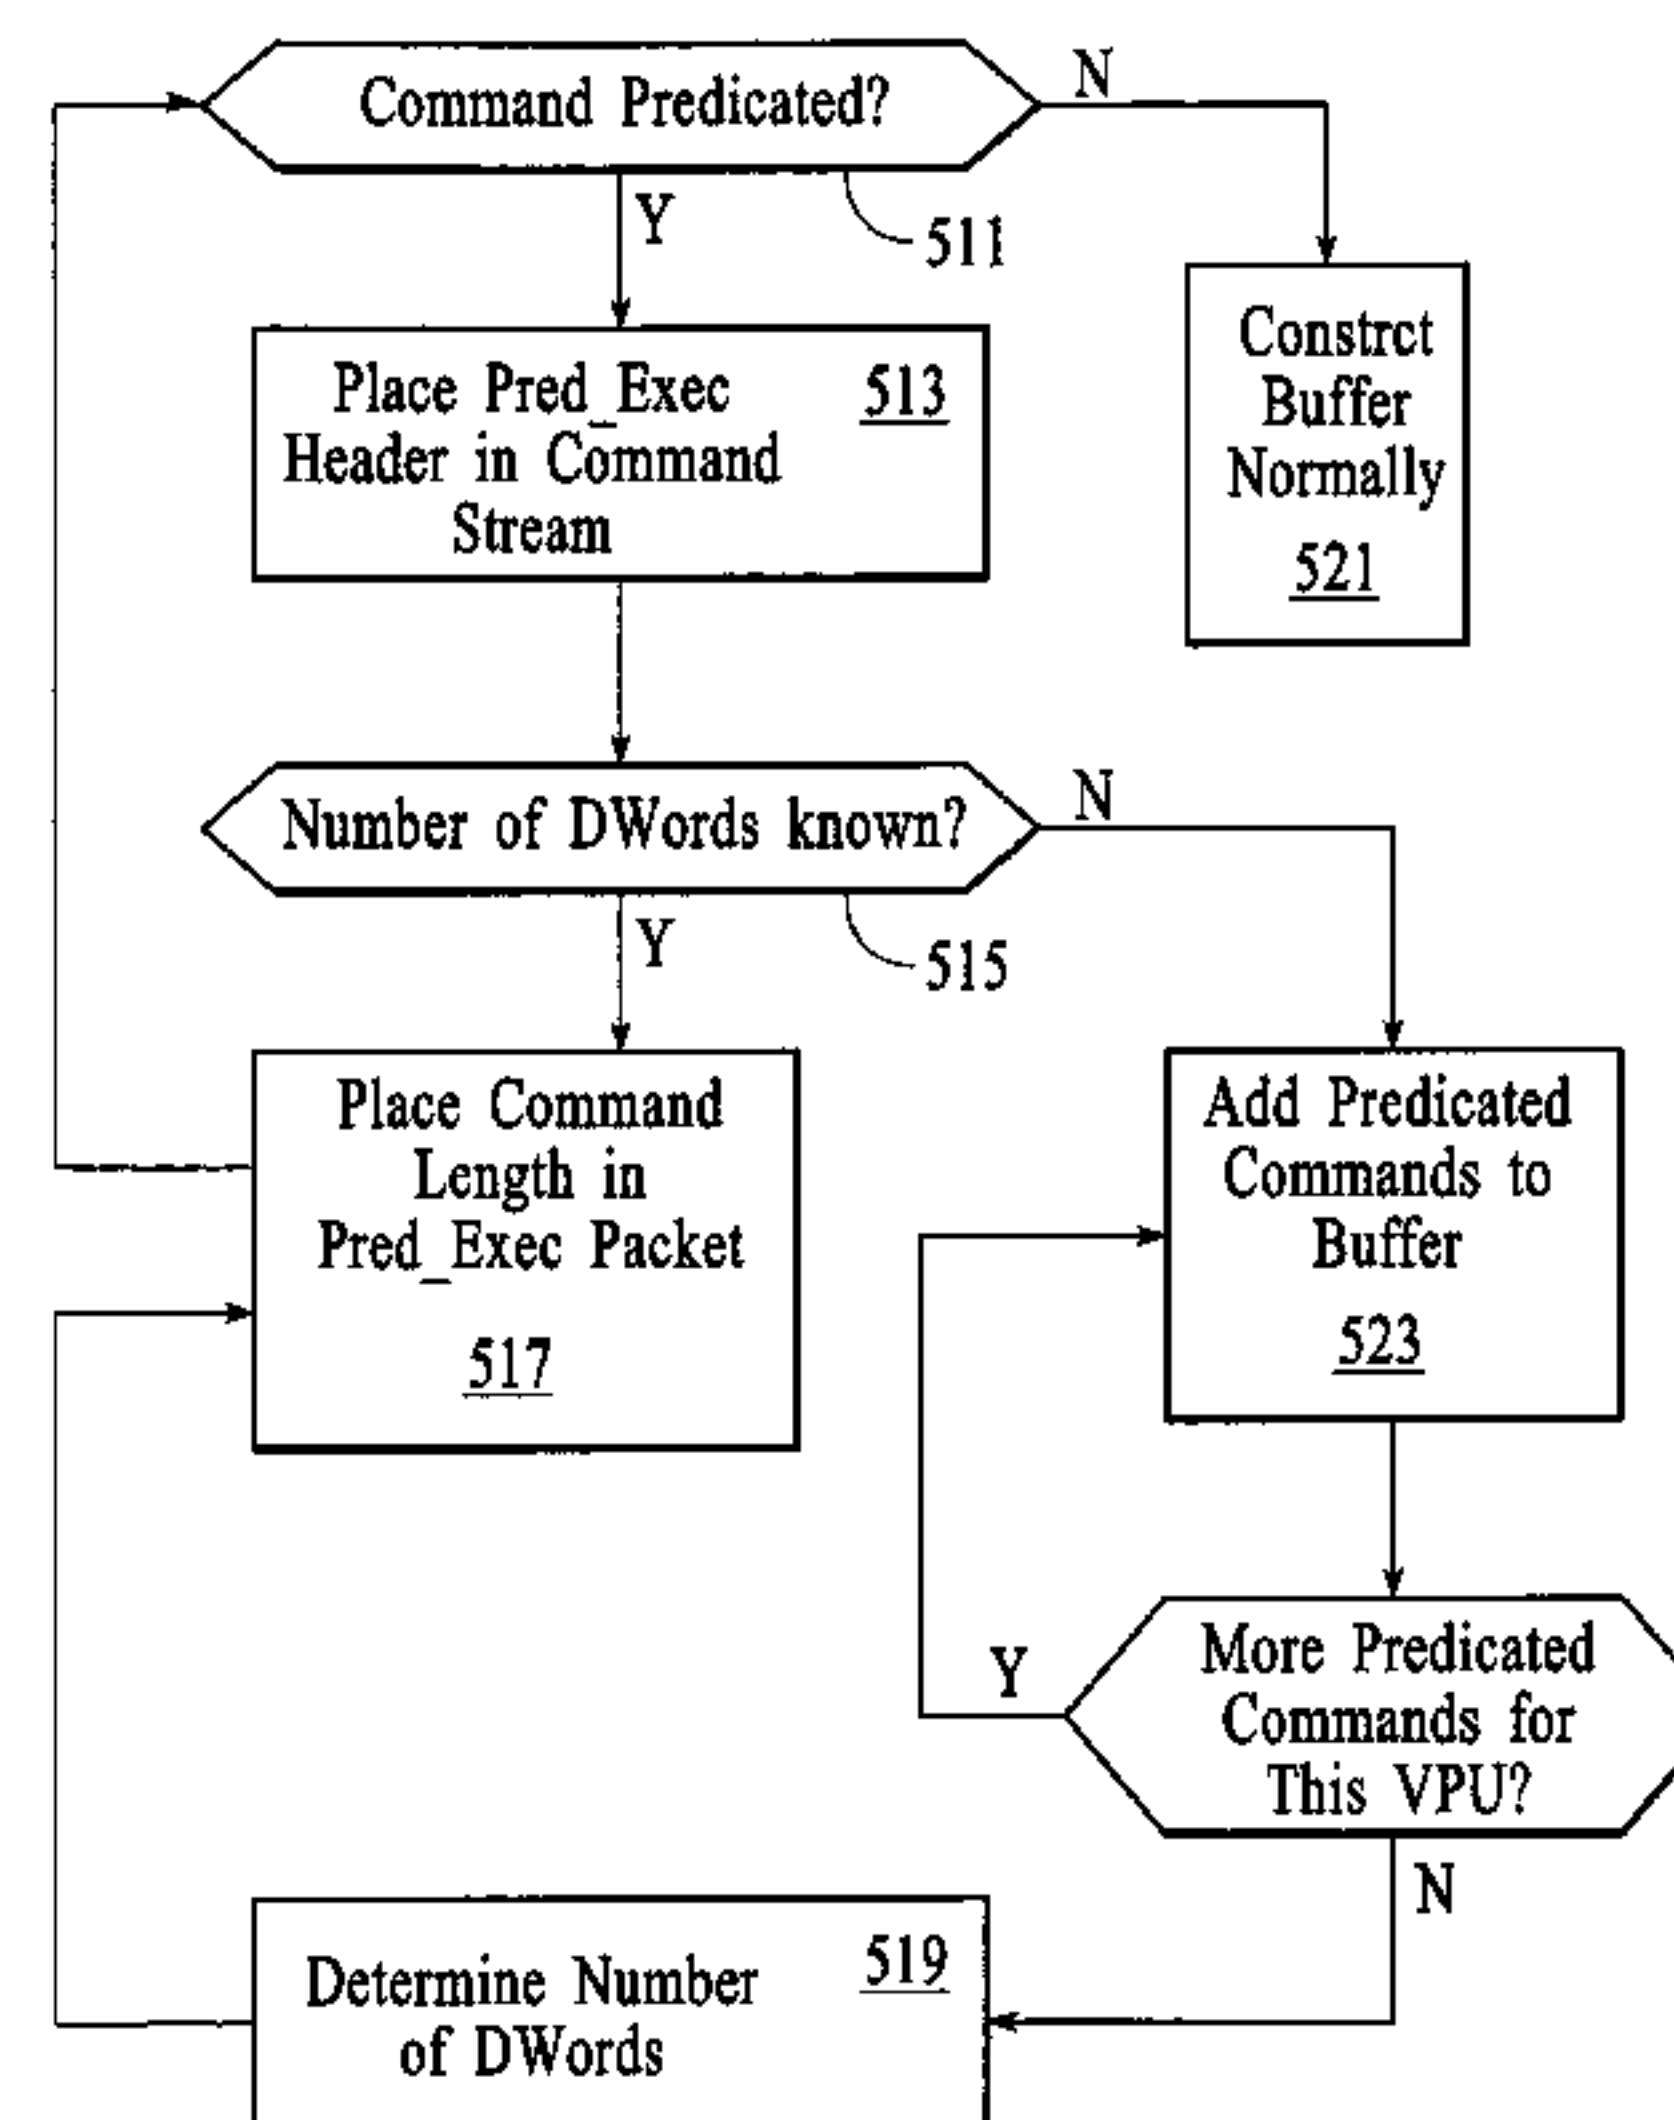 Command Predicated?
N
Y
511
Place Pred_Exec
Header in Command
Stream
513
Constrct
Buffer
Normally
521
Number of DWords known?
N
Y
515
Place Command
Length in
Pred_Exec Packet
517
Add Predicated
Commands to
Buffer
523
More Predicated
Commands for
This VPU?
Y
N
Determine Number
of DWords
519